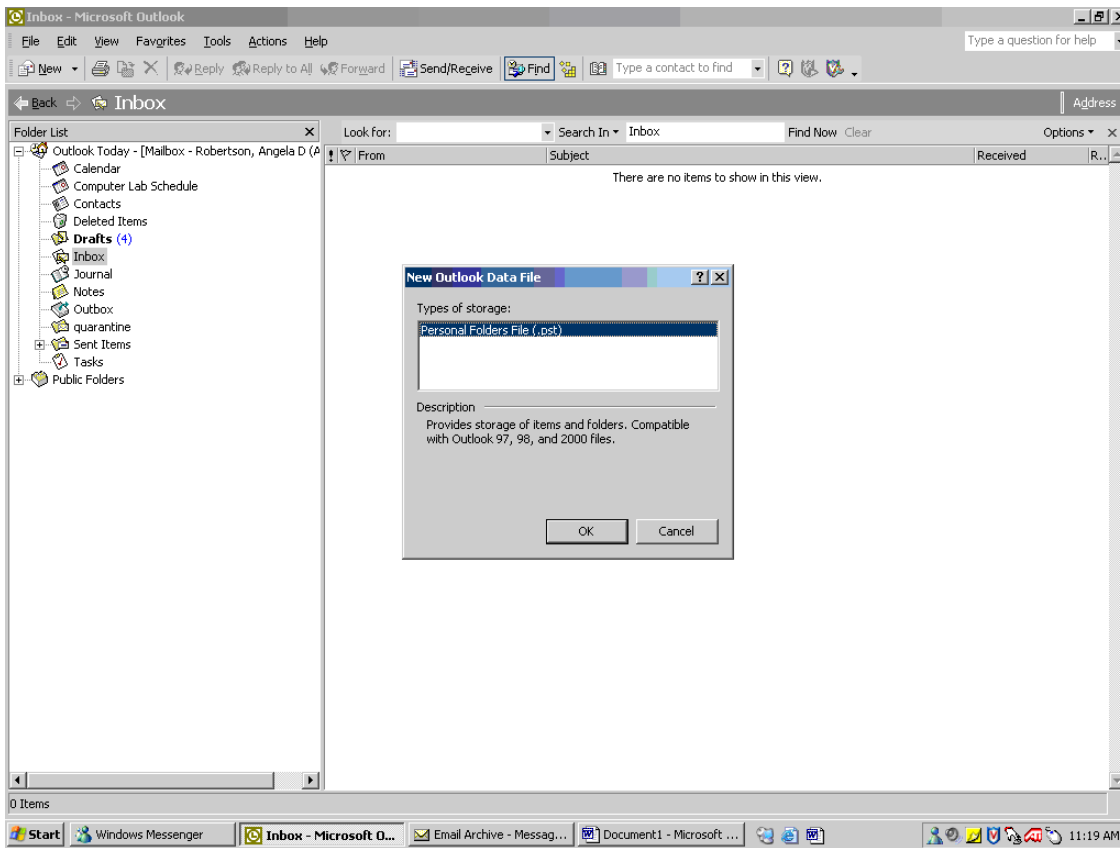 Inbox - Microsoft Outlook
File Edit View Favorites Tools Actions Help
Type a question for help
New Reply Reply to All Forward Send/Receive Find Type a contact to find
Back Inbox
Address
Folder List
Look for: Search In Inbox Find Now Clear Options
Outlook Today - [Mailbox - Robertson, Angela D (A
From Subject Received R..
Calendar
There are no items to show in this view.
Computer Lab Schedule
Contacts
Deleted Items
Drafts (4)
Inbox
Journal
Notes
Outbox
quarantine
Sent Items
Tasks
Public Folders
New Outlook Data File
Types of storage:
Personal Folders File (.pst)
Description
Provides storage of items and folders. Compatible
with Outlook 97, 98, and 2000 files.
OK Cancel
0 Items
Start Windows Messenger Inbox - Microsoft O... Email Archive - Messag... Document1 - Microsoft ... 11:19 AM